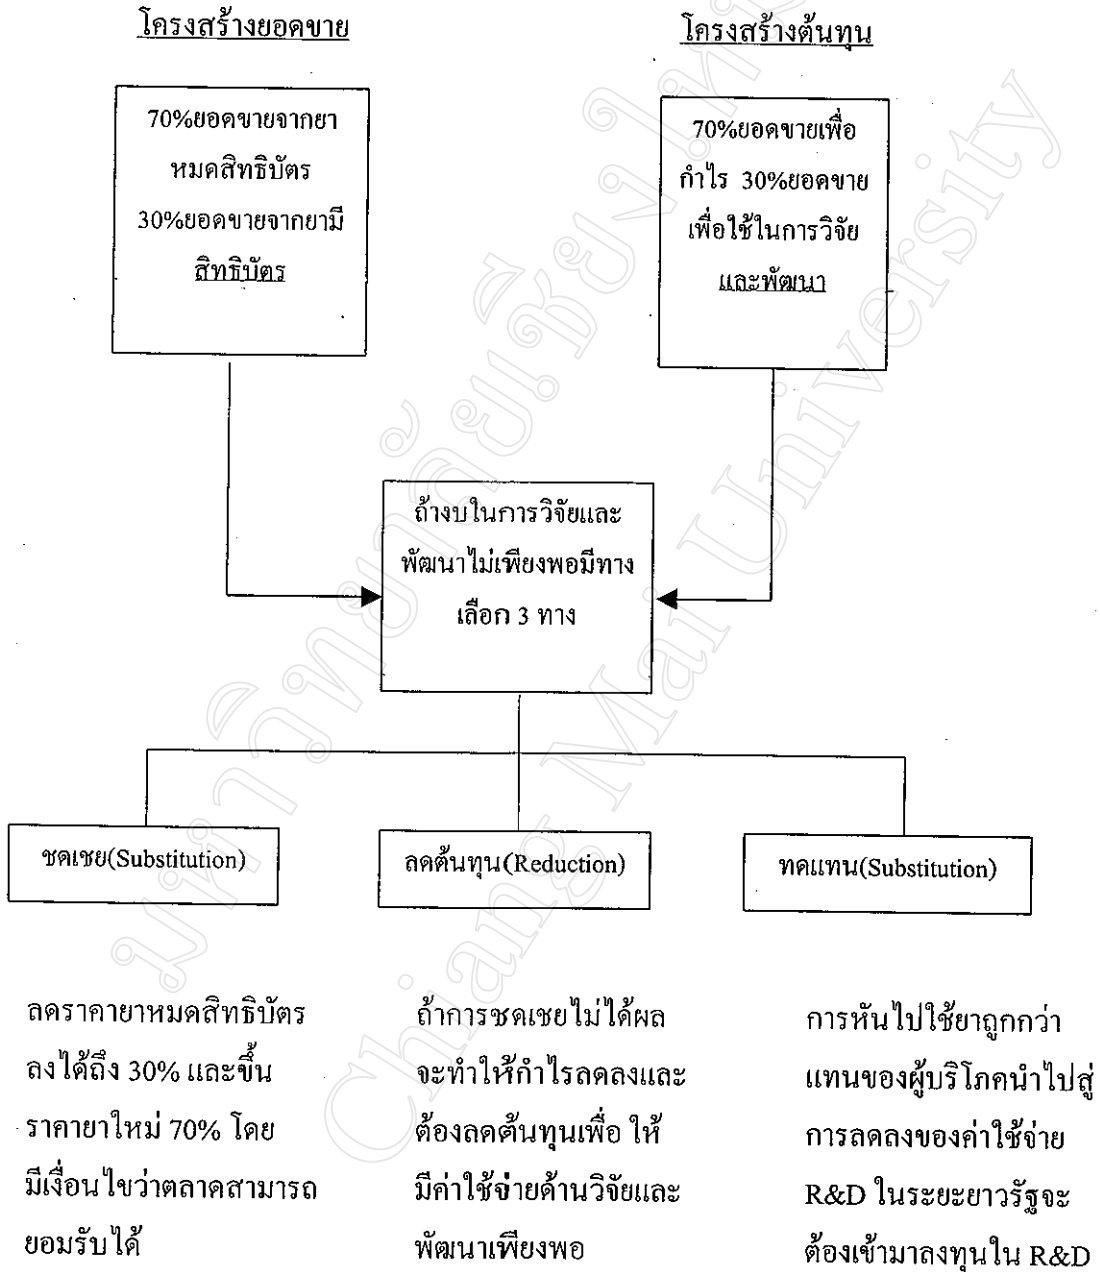 โครงสร้างยอดขาย
โครงสร้างต้นทุน
70%ยอดขายจากยา
หมดสิทธิบัตร
30%ยอดขายจากยามี
สิทธิบัตร
70%ยอดขายเพื่อ
กำไร 30%ยอดขาย
เพื่อใช้ในการวิจัย
และพัฒนา
ถ้างบในการวิจัยและ
พัฒนาไม่เพียงพอมีทาง
เลือก 3 ทาง
ชดเชย(Substitution)
ลดต้นทุน(Reduction)
ทดแทน(Substitution)
ลดราคายาหมดสิทธิบัตร
ลงได้ถึง 30% และขึ้น
ราคายาใหม่ 70% โดย
มีเงื่อนไขว่าตลาดสามารถ
ยอมรับได้
ถ้าการชดเชยไม่ได้ผล
จะทำให้กำไรลดลงและ
ต้องลดต้นทุนเพื่อ ให้
มีค่าใช้จ่ายด้านวิจัยและ
พัฒนาเพียงพอ
การหันไปใช้ยาถูกกว่า
แทนของผู้บริโภคนำไปสู่
การลดลงของค่าใช้จ่าย
R&D ในระยะยาวรัฐจะ
ต้องเข้ามาลงทุนใน R&D
มหาวิทยาลัยเชียงใหม่
Chiang Mai University